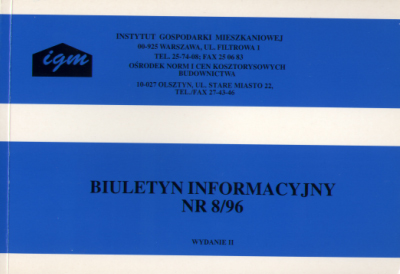 igm
INSTYTUT GOSPODARKI MIESZKANIOWEJ
00-925 WARSZAWA, UL. FILTROWA 1
TEL. 25-74-08; FAX 25 06 83
OŚRODEK NORM I CEN KOSZTORYSOWYCH
BUDOWNICTWA
10-027 OLSZTYN, UL. STARE MIASTO 22,
TEL./FAX 27-43-46
BIULETYN INFORMACYJNY
NR 8/96
WYDANIE II